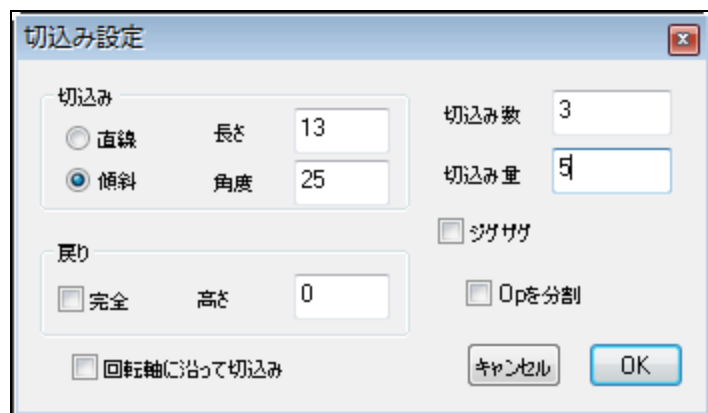 切込み設定
切込み
直線
長さ
13
傾斜
角度
25
切込み数
3
切込み量
5
ジグザグ
戻り
完全
高さ
0
Opを分割
回転軸に沿って切込み
キャンセル
OK